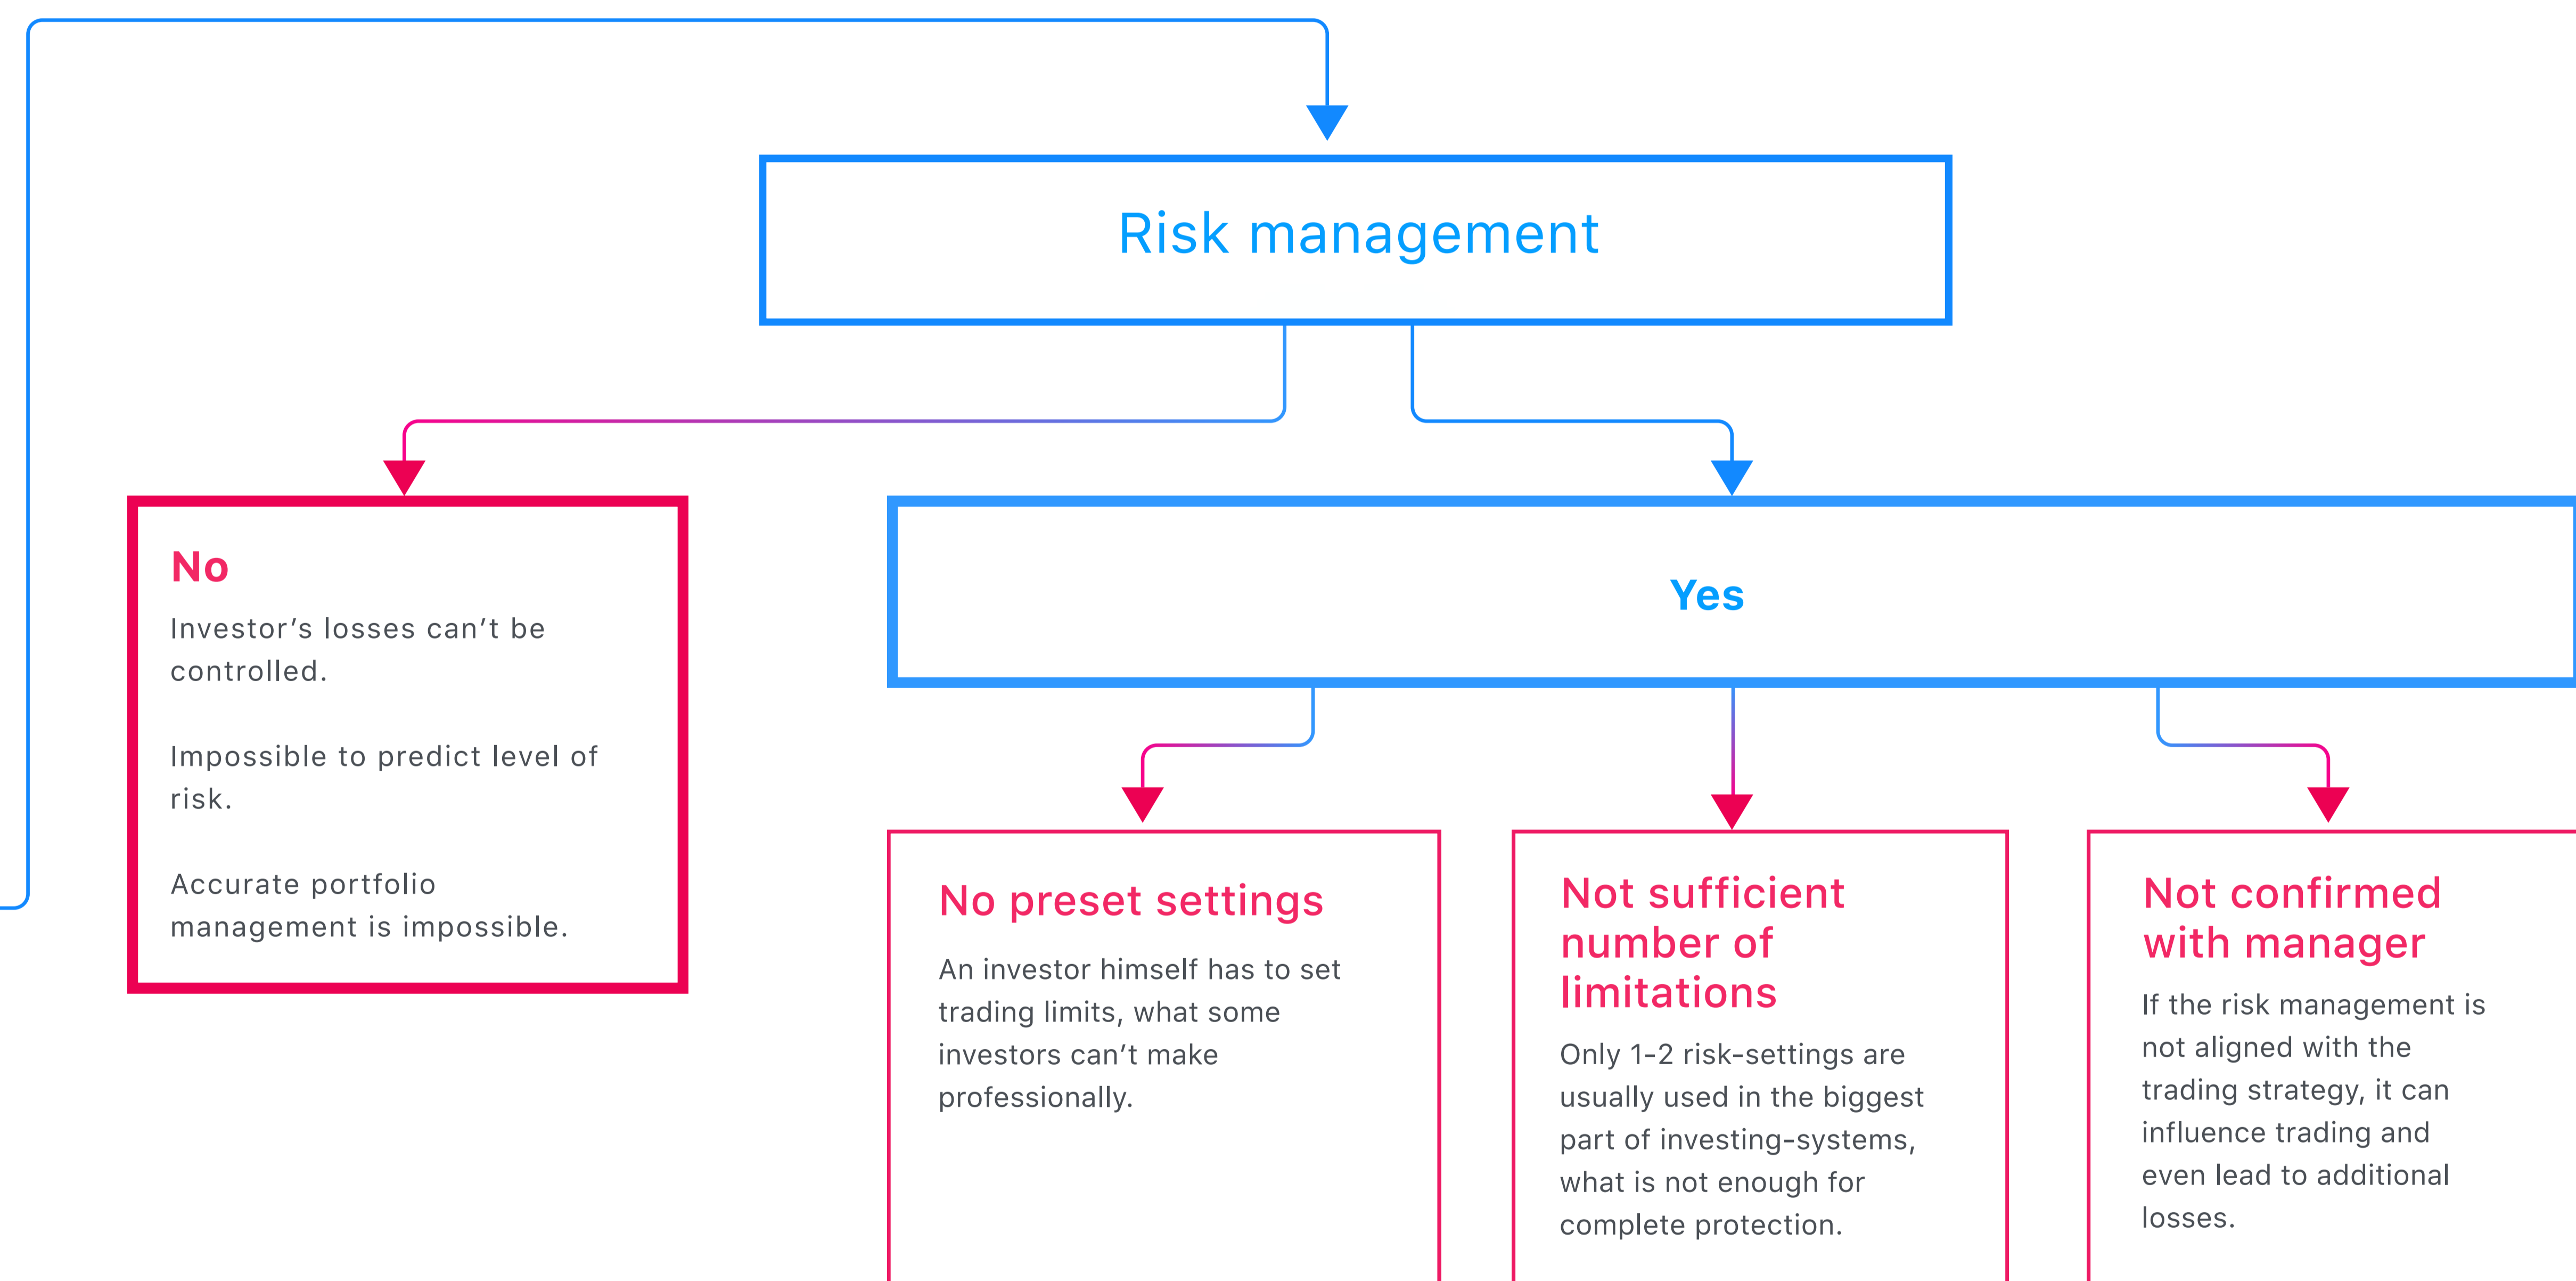 Risk management
No
Investor’s losses can’t be
controlled.
Impossible to predict level of
risk.
Accurate portfolio
management is impossible.
Yes
No preset settings
An investor himself has to set
trading limits, what some
investors can’t make
professionally.
Not sufficient
number of
limitations
Only 1-2 risk-settings are
usually used in the biggest
part of investing-systems,
what is not enough for
complete protection.
Not confirmed
with manager
If the risk management is
not aligned with the
trading strategy, it can
influence trading and
even lead to additional
losses.